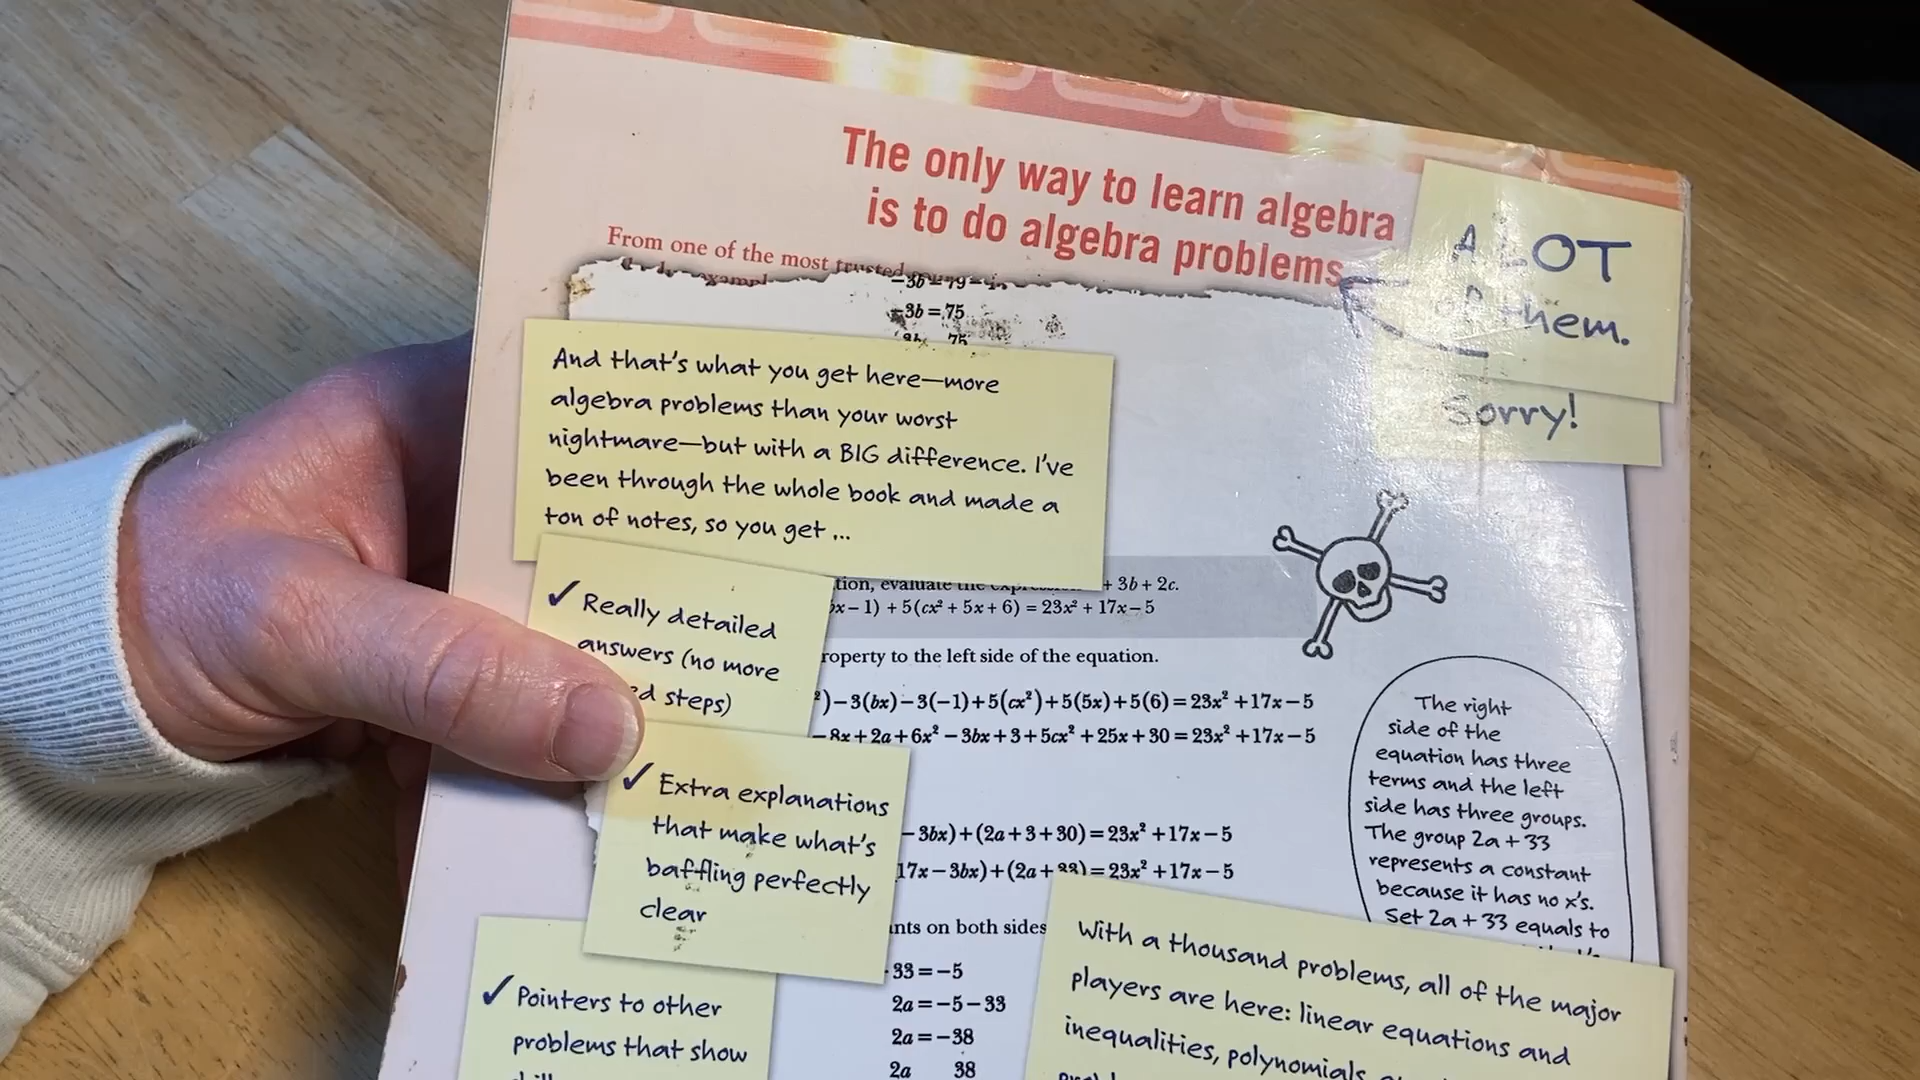 The only way to learn algebra
is to do algebra problems
A LOT
of them.
Sorry!
From one of the most trusted
−3b = 75
And that's what you get here—more
algebra problems than your worst
nightmare—but with a BIG difference. I've
been through the whole book and made a
ton of notes, so you get ...
✓ Really detailed
answers (no more
steps)
✓ Extra explanations
that make what's
baffling perfectly
clear
✓ Pointers to other
problems that show
evaluate the + 3b + 2c.
x − 1) + 5(cx² + 5x + 6) = 23x² + 17x − 5
to the left side of the equation.
) − 3(bx) − 3(−1) + 5(cx²) + 5(5x) + 5(6) = 23x² + 17x − 5
− 8x + 2a + 6x² − 3bx + 3 + 5cx² + 25x + 30 = 23x² + 17x − 5
− 3bx) + (2a + 3 + 30) = 23x² + 17x − 5
17x − 3bx) + (2a + 33) = 23x² + 17x − 5
on both sides
33 = −5
2a = −5 − 33
2a = −38
2a 38
The right
side of the
equation has three
terms and the left
side has three groups.
The group 2a + 33
represents a constant
because it has no x's.
Set 2a + 33 equals to
With a thousand problems, all of the major
players are here: linear equations and
inequalities, polynomials,